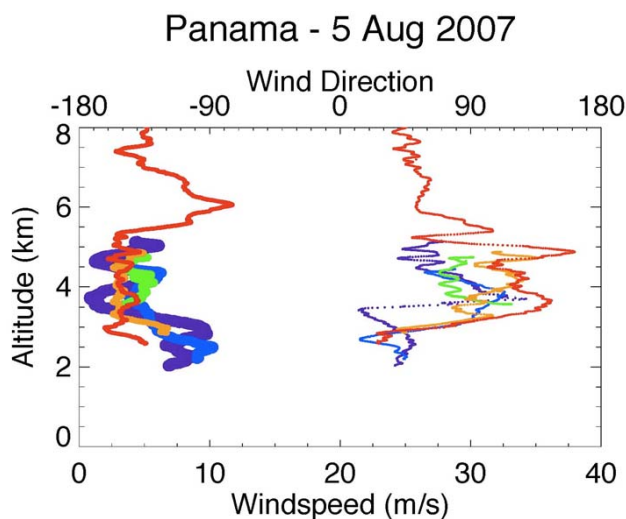 Panama - 5 Aug 2007
Wind Direction
-180 -90 0 90 180
8
6
4
2
0
Altitude (km)
0 10 20 30 40
Windspeed (m/s)